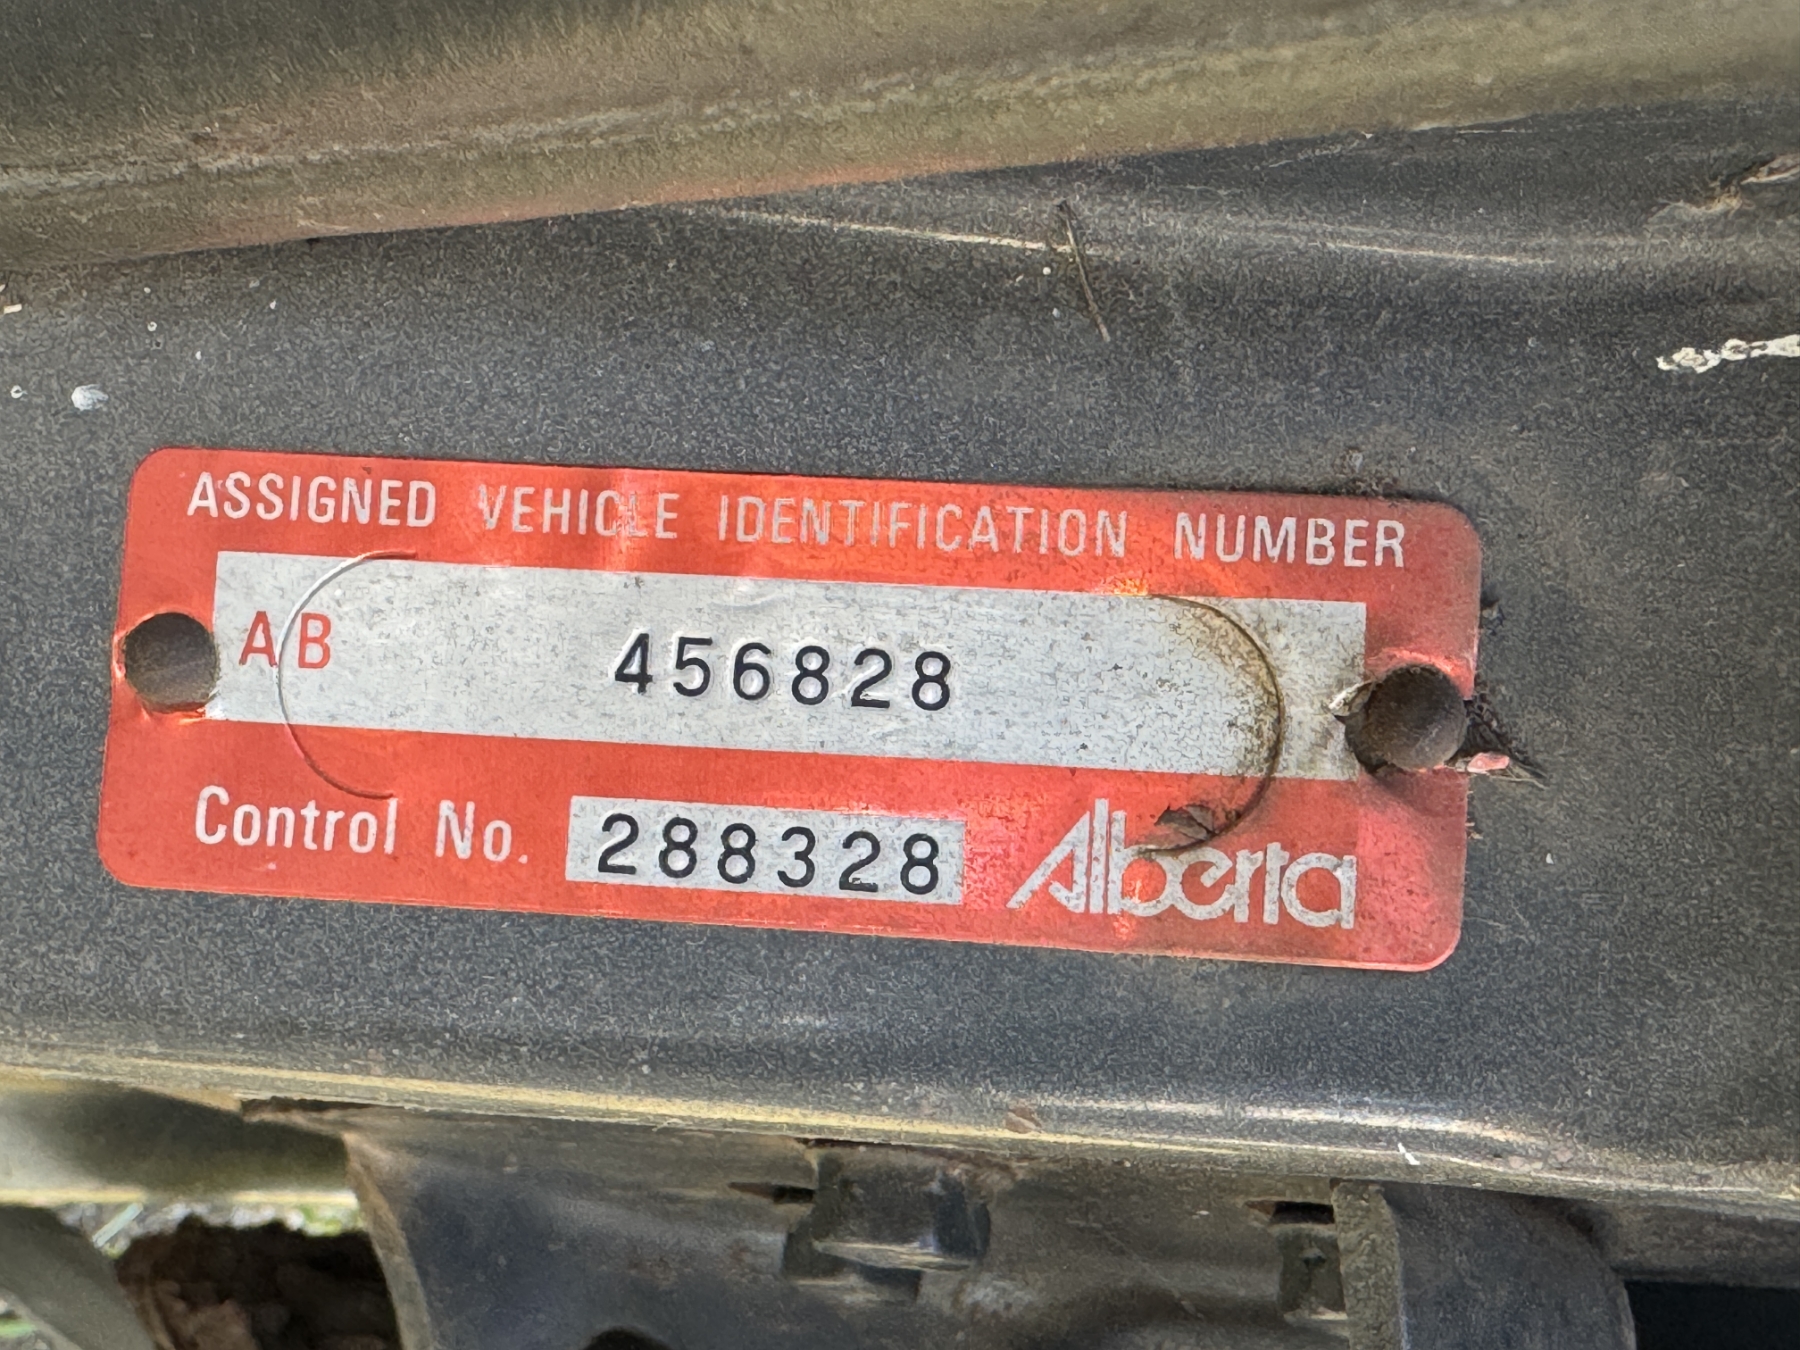 ASSIGNED VEHICLE IDENTIFICATION NUMBER
AB 456828
Control No. 288328 Alberta